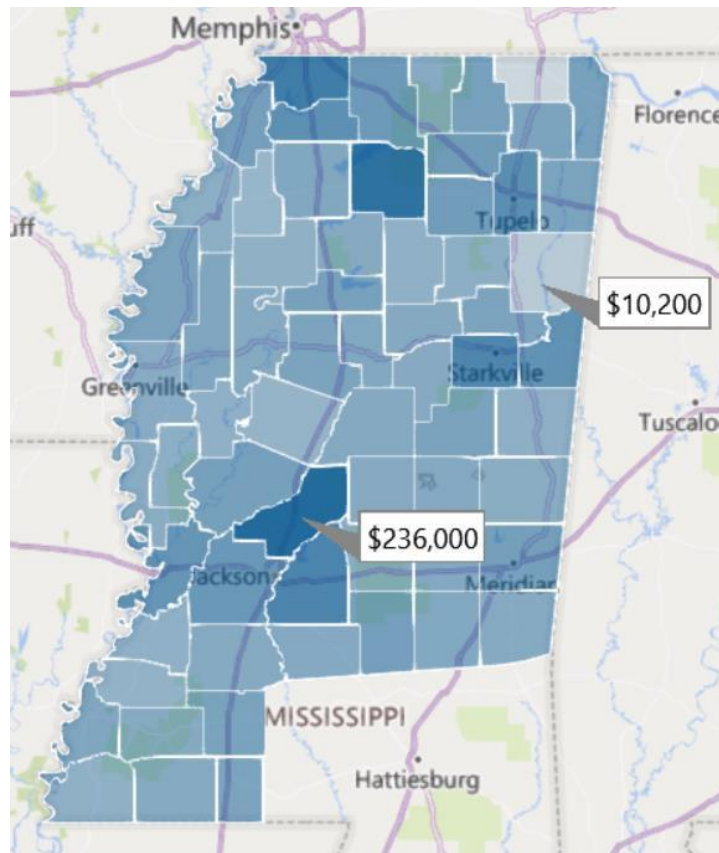 Memphis
Florence
uff
Tupelo
$10,200
Greenville
Starkville
Tuscalo
$236,000
Jackson
Meridian
MISSISSIPPI
Hattiesburg